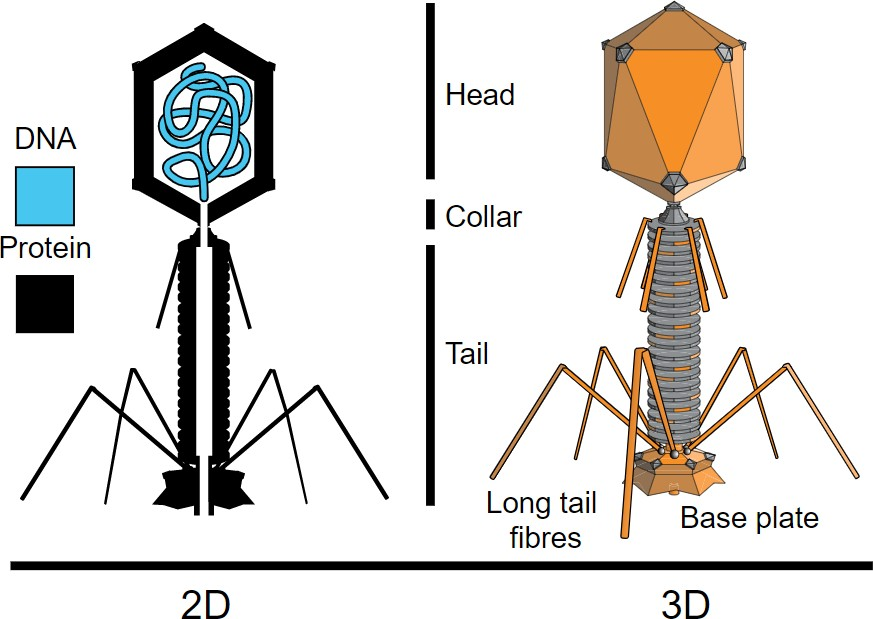 DNA
Protein
Head
Collar
Tail
Long tail
fibres
Base plate
2D
3D